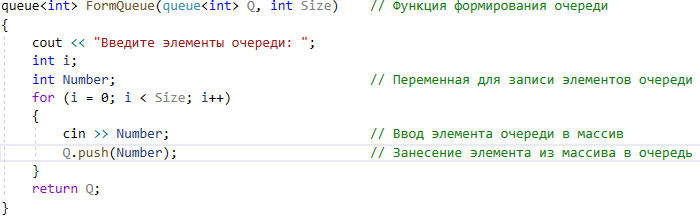 queue<int> FormQueue(queue<int> Q, int Size)    // Функция формирования очереди
{
    cout << "Введите элементы очереди: ";
    int i;
    int Number;                                // Переменная для записи элементов очереди
    for (i = 0; i < Size; i++)
    {
        cin >> Number;                         // Ввод элемента очереди в массив
        Q.push(Number);                        // Занесение элемента из массива в очередь
    }
    return Q;
}